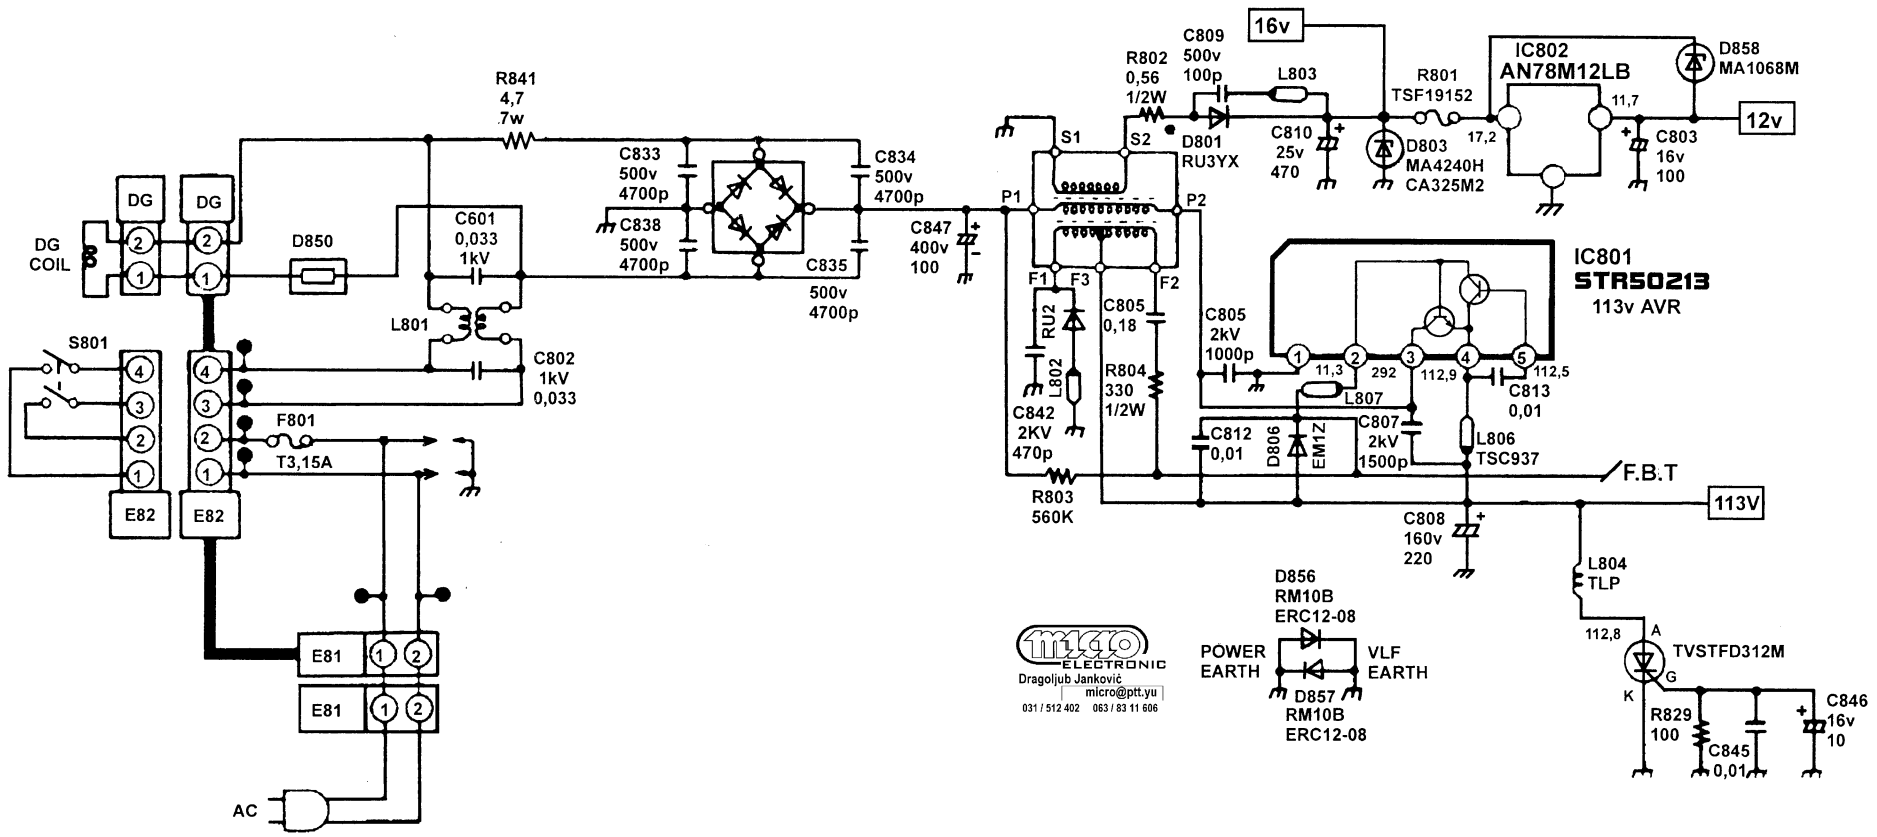 16v
R841
4,7
.7w
C809
500v
100p
R802
0,56
1/2W
L803
D801
RU3YX
C810
25v
470
D803
MA4240H
CA325M2
R801
TSF19152
17,2
IC802
AN78M12LB
11,7
D858
MA1068M
C803
16v
100
12v
C833
500v
4700p
C834
500v
4700p
C838
500v
4700p
C835
500v
4700p
C847
400v
100
S1
S2
P1
P2
F1
F3
F2
DG
DG
2
2
1
1
DG
COIL
D850
C601
0,033
1kV
L801
C802
1kV
0,033
S801
4
3
2
1
4
3
2
1
E82
E82
F801
T3,15A
RU2
L802
C842
2KV
470p
C805
0,18
R804
330
1/2W
R803
560K
C805
2kV
1000p
IC801
STR50213
113v AVR
1
2
3
4
5
11,3
292
112,9
112,5
L807
C813
0,01
C812
0,01
D806
EM1Z
C807
2kV
1500p
L806
TSC937
F.B.T
113V
C808
160v
220
L804
TLP
112,8
A
G
K
TVSTFD312M
R829
100
C845
0,01
C846
16v
10
D856
RM10B
ERC12-08
POWER
EARTH
VLF
EARTH
D857
RM10B
ERC12-08
micro
ELECTRONIC
Dragoljub Janković
micro@ptt.yu
031 / 512 402 063 / 83 11 606
E81
1
2
E81
1
2
AC